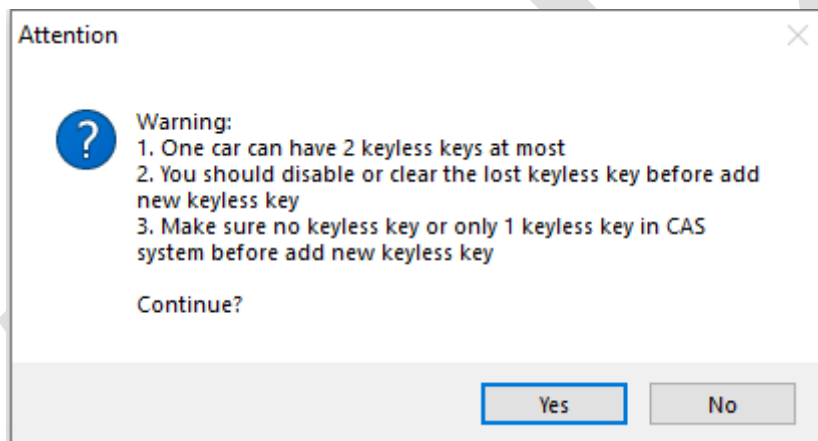 Attention
Warning:
1. One car can have 2 keyless keys at most
2. You should disable or clear the lost keyless key before add
new keyless key
3. Make sure no keyless key or only 1 keyless key in CAS
system before add new keyless key
Continue?
Yes
No